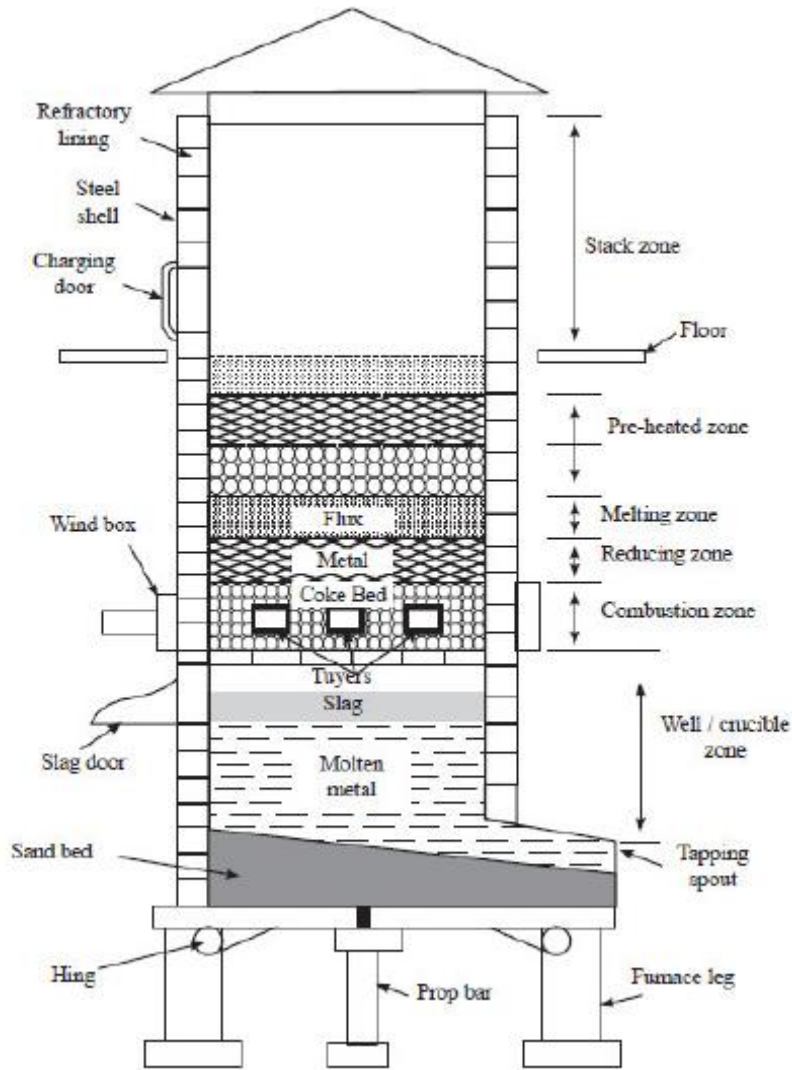 Refractory
lining
Steel
shell
Charging
door
Stack zone
Floor
Pre-heated zone
Wind box
Flux
Melting zone
Metal
Reducing zone
Coke Bed
Combustion zone
Tuyers
Slag
Slag door
Well / crucible
zone
Molten
metal
Sand bed
Tapping
spout
Hing
Prop bar
Furnace leg